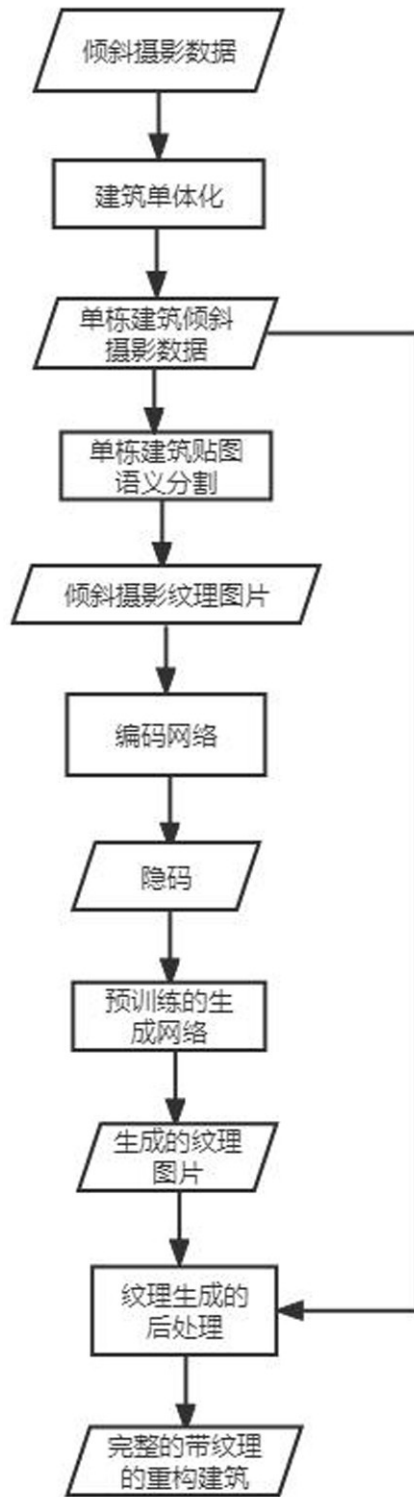 倾斜摄影数据
建筑单体化
单栋建筑倾斜
摄影数据
单栋建筑贴图
语义分割
倾斜摄影纹理图片
编码网络
隐码
预训练的生
成网络
生成的纹理
图片
纹理生成的
后处理
完整的带纹理
的重构建筑